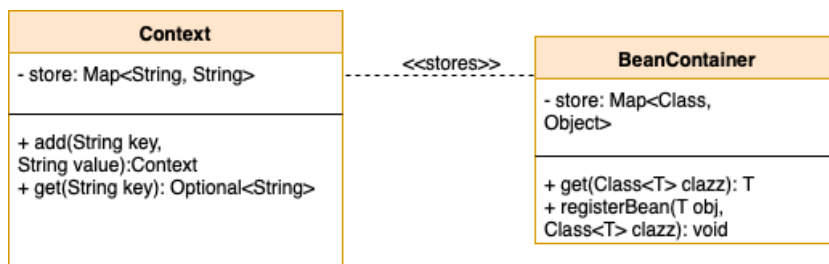 Context
- store: Map<String, String>
+ add(String key,
String value):Context
+ get(String key): Optional<String>
<<stores>>
BeanContainer
- store: Map<Class,
Object>
+ get(Class<T> clazz): T
+ registerBean(T obj,
Class<T> clazz): void